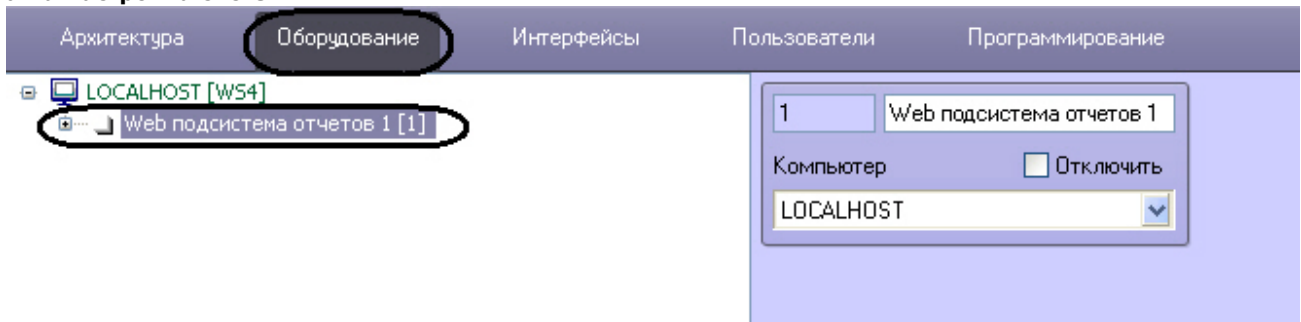 Архитектура Оборудование Интерфейсы Пользователи Программирование
LOCALHOST [WS4]
Web подсистема отчетов 1 [1]
1 Web подсистема отчетов 1
Компьютер Отключить
LOCALHOST